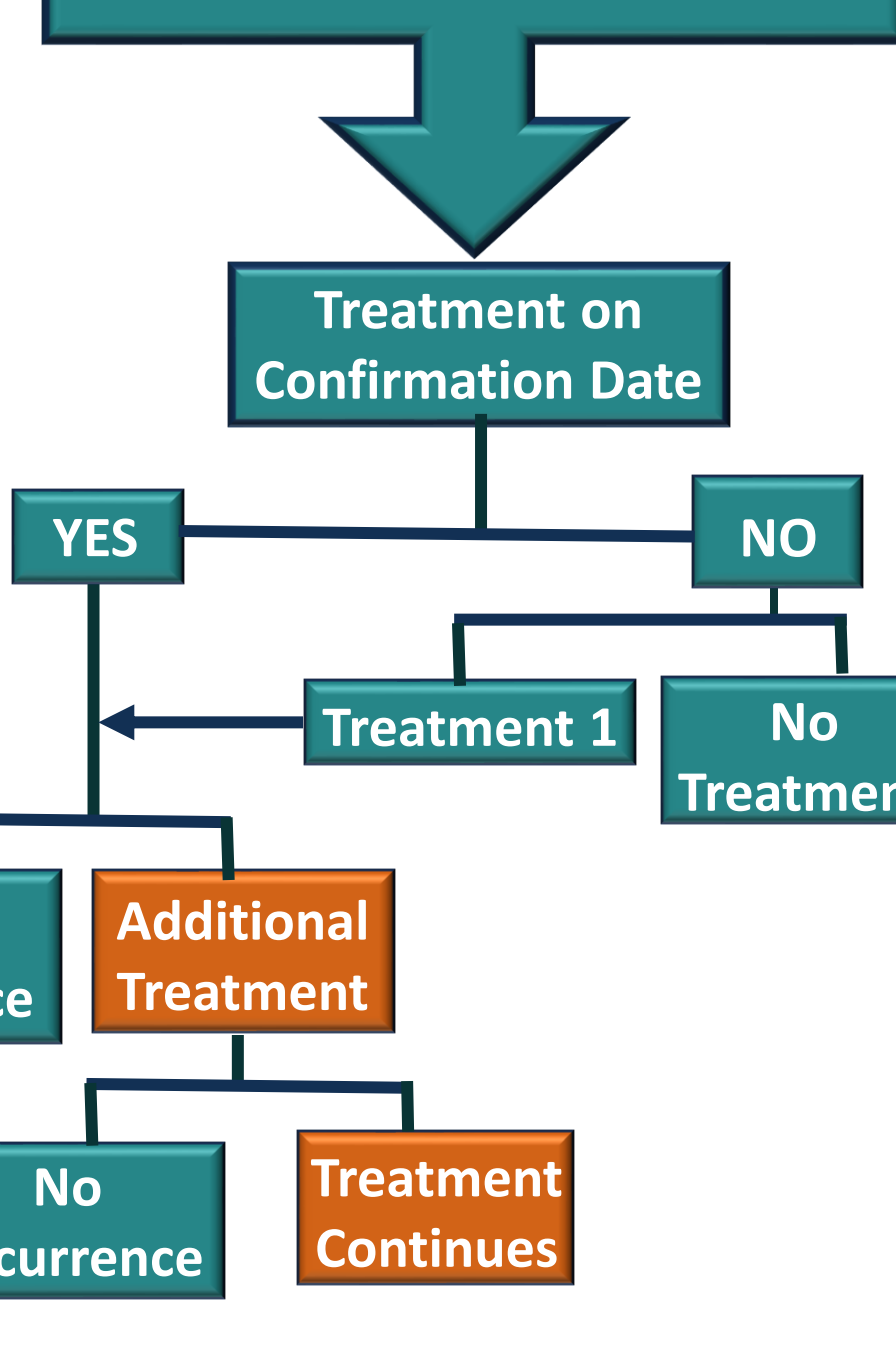 Treatment on
Confirmation Date
YES
NO
Treatment 1
No
Additional
Treatment
No
Treatment
Continues